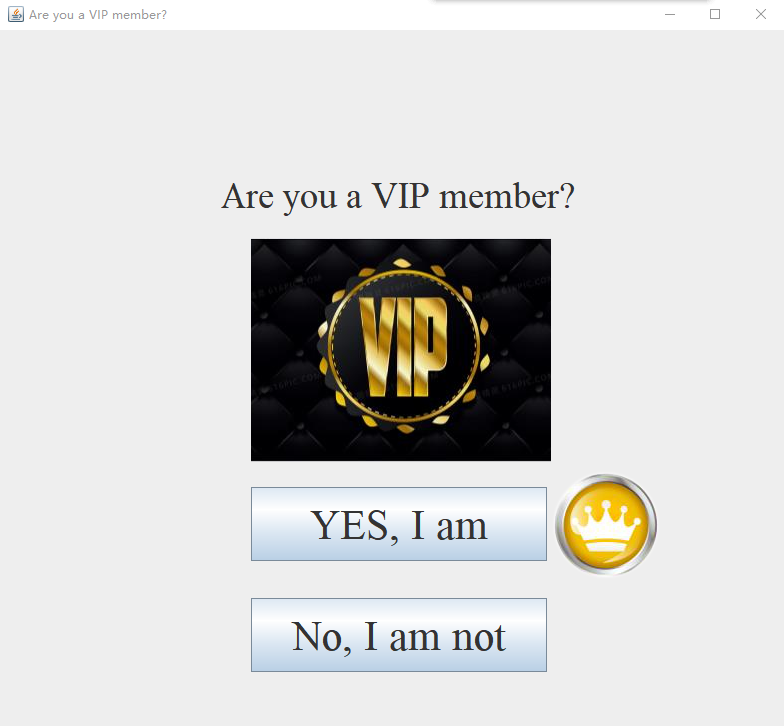 Are you a VIP member?
Are you a VIP member?
VIP
YES, I am
No, I am not